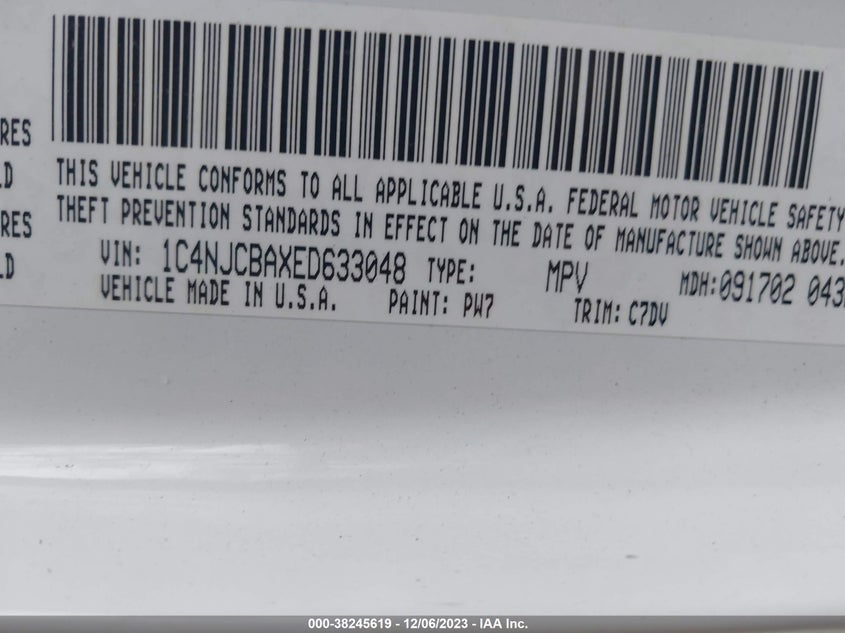 RES
LD
RES
LD
THIS VEHICLE CONFORMS TO ALL APPLICABLE U.S.A. FEDERAL MOTOR VEHICLE SAFETY
THEFT PREVENTION STANDARDS IN EFFECT ON THE DATE OF MANUFACTURE SHOWN ABOVE.
VIN: 1C4NJCBAXED633048 TYPE: MPV MDH:091702 043
VEHICLE MADE IN U.S.A. PAINT: PW7 TRIM: C7DV
000-38245619 - 12/06/2023 - IAA Inc.